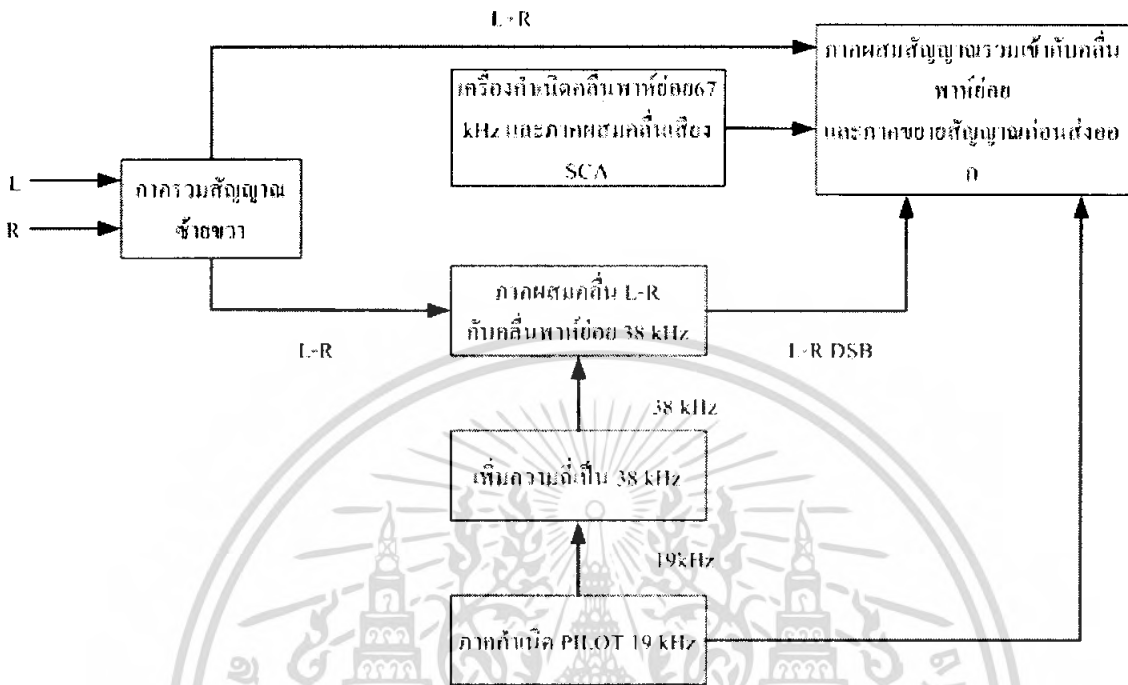 L+R
ภาคผสมสัญญาณรวมเข้ากับคลื่น
พาห์ย่อย
และภาคขยายสัญญาณก่อนส่งออ
ก
เครื่องกำเนิดคลื่นพาห์ย่อย67
kHz และภาคผสมคลื่นเสียง
SCA
L
R
ภาครวมสัญญาณ
ซ้ายขวา
ภาคผสมคลื่น L-R
กับคลื่นพาห์ย่อย 38 kHz
L-R
L-R DSB
38 kHz
เพิ่มความถี่เป็น 38 kHz
19kHz
ภาคกำเนิด PILOT 19 kHz